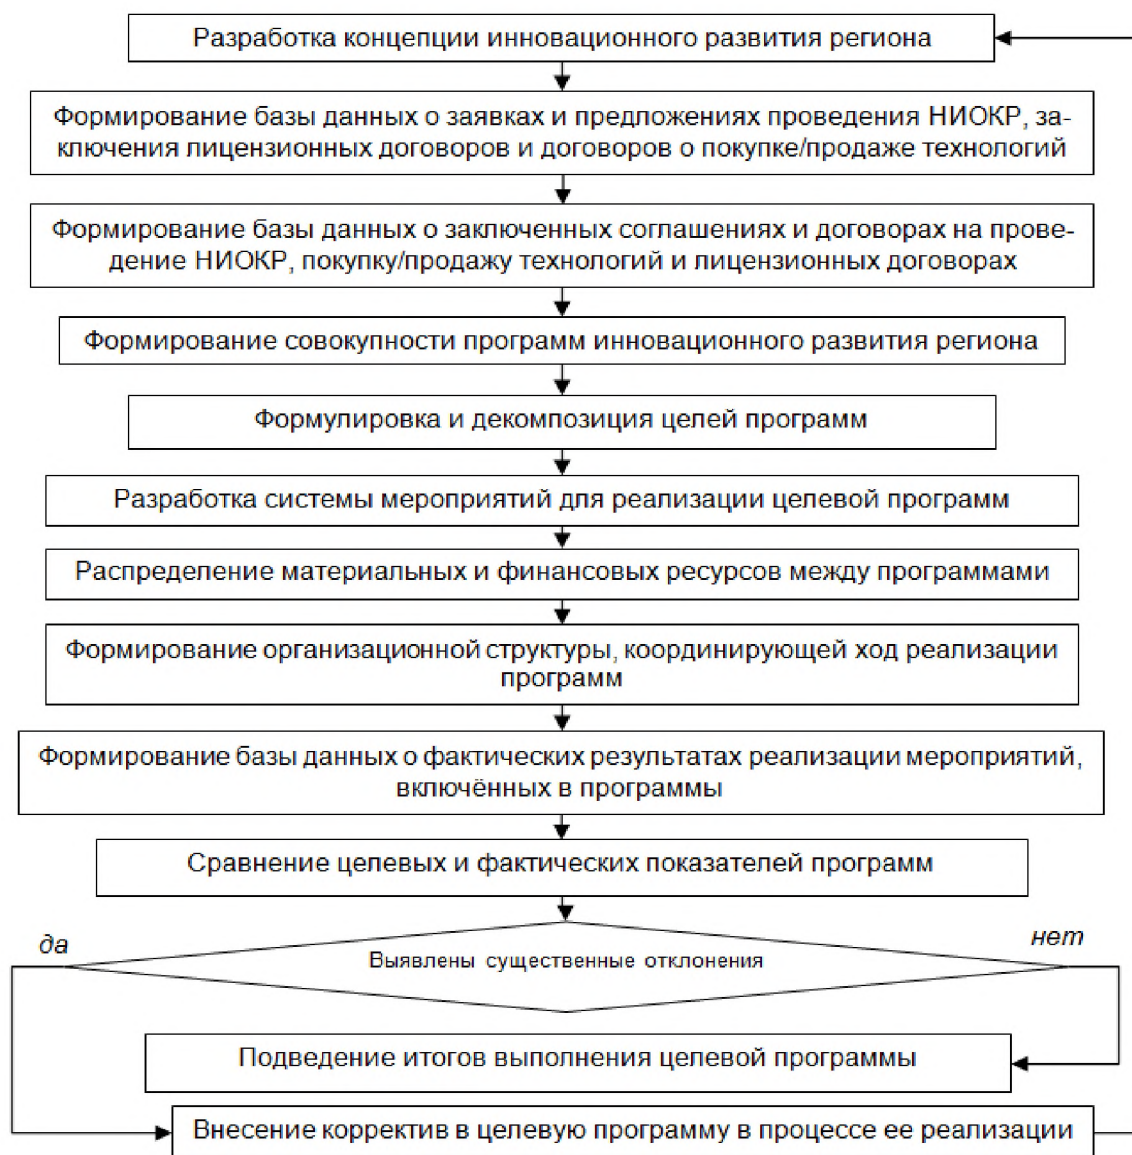 Разработка концепции инновационного развития региона
Формирование базы данных о заявках и предложениях проведения НИОКР, за-
ключения лицензионных договоров и договоров о покупке/продаже технологий
Формирование базы данных о заключенных соглашениях и договорах на прове-
дение НИОКР, покупку/продажу технологий и лицензионных договорах
Формирование совокупности программ инновационного развития региона
Формулировка и декомпозиция целей программ
Разработка системы мероприятий для реализации целевой программ
Распределение материальных и финансовых ресурсов между программами
Формирование организационной структуры, координирующей ход реализации
программ
Формирование базы данных о фактических результатах реализации мероприятий,
включённых в программы
Сравнение целевых и фактических показателей программ
да
нет
Выявлены существенные отклонения
Подведение итогов выполнения целевой программы
Внесение корректив в целевую программу в процессе ее реализации